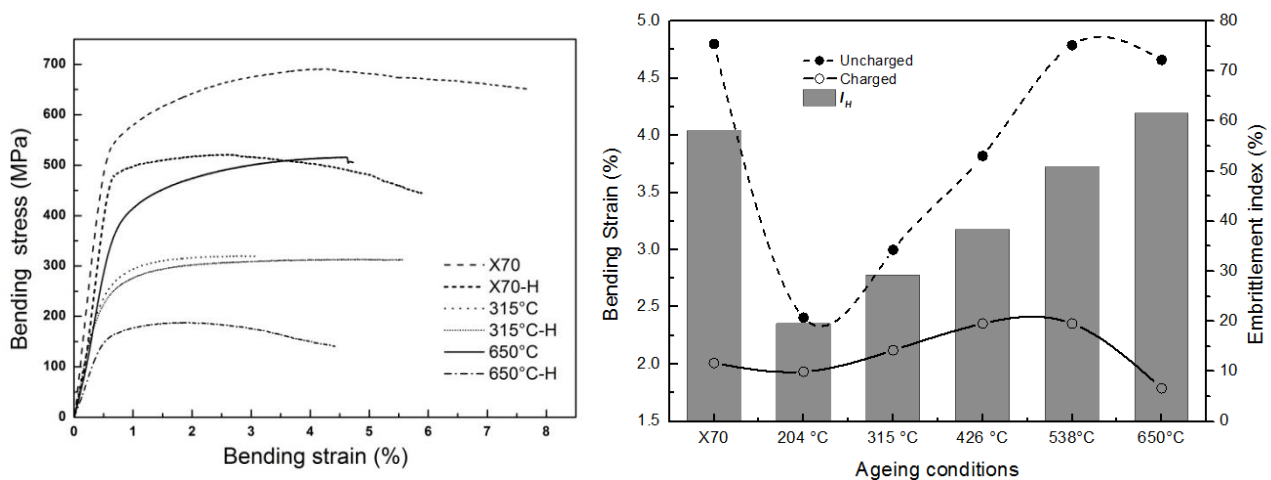 Bending stress (MPa)
700
600
500
400
300
200
100
0
0 1 2 3 4 5 6 7 8
Bending strain (%)
X70
X70-H
315°C
315°C-H
650°C
650°C-H
Bending Strain (%)
5.0
4.5
4.0
3.5
3.0
2.5
2.0
1.5
Uncharged
Charged
I_H
80
70
60
50
40
30
20
10
0
Embrittlement index (%)
X70 204 °C 315 °C 426 °C 538°C 650°C
Ageing conditions